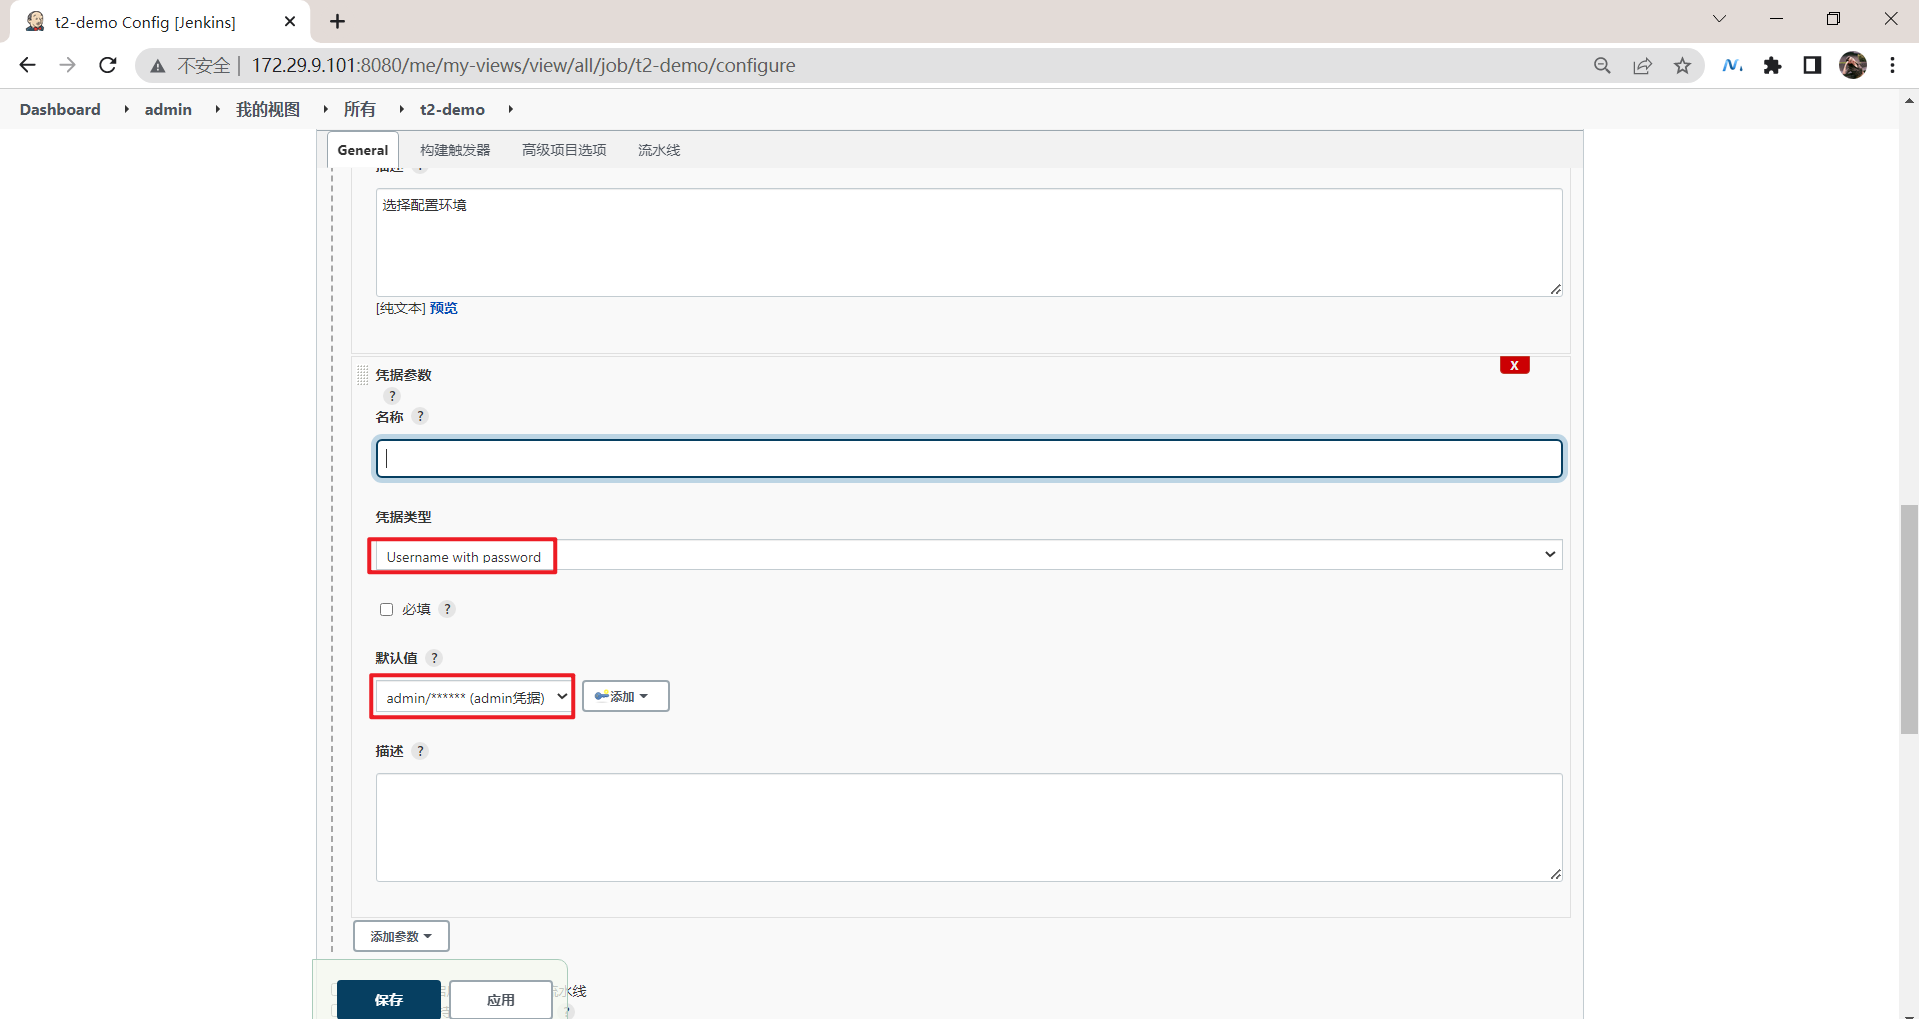 t2-demo Config [Jenkins]
不安全 172.29.9.101:8080/me/my-views/view/all/job/t2-demo/configure
Dashboard admin 我的视图 所有 t2-demo
General 构建触发器 高级项目选项 流水线
描述 ?
选择配置环境
[纯文本] 预览
X
凭据参数
?
名称 ?
凭据类型
Username with password
必填 ?
默认值 ?
admin/****** (admin凭据) 添加
描述 ?
添加参数
保存 应用 流水线
?